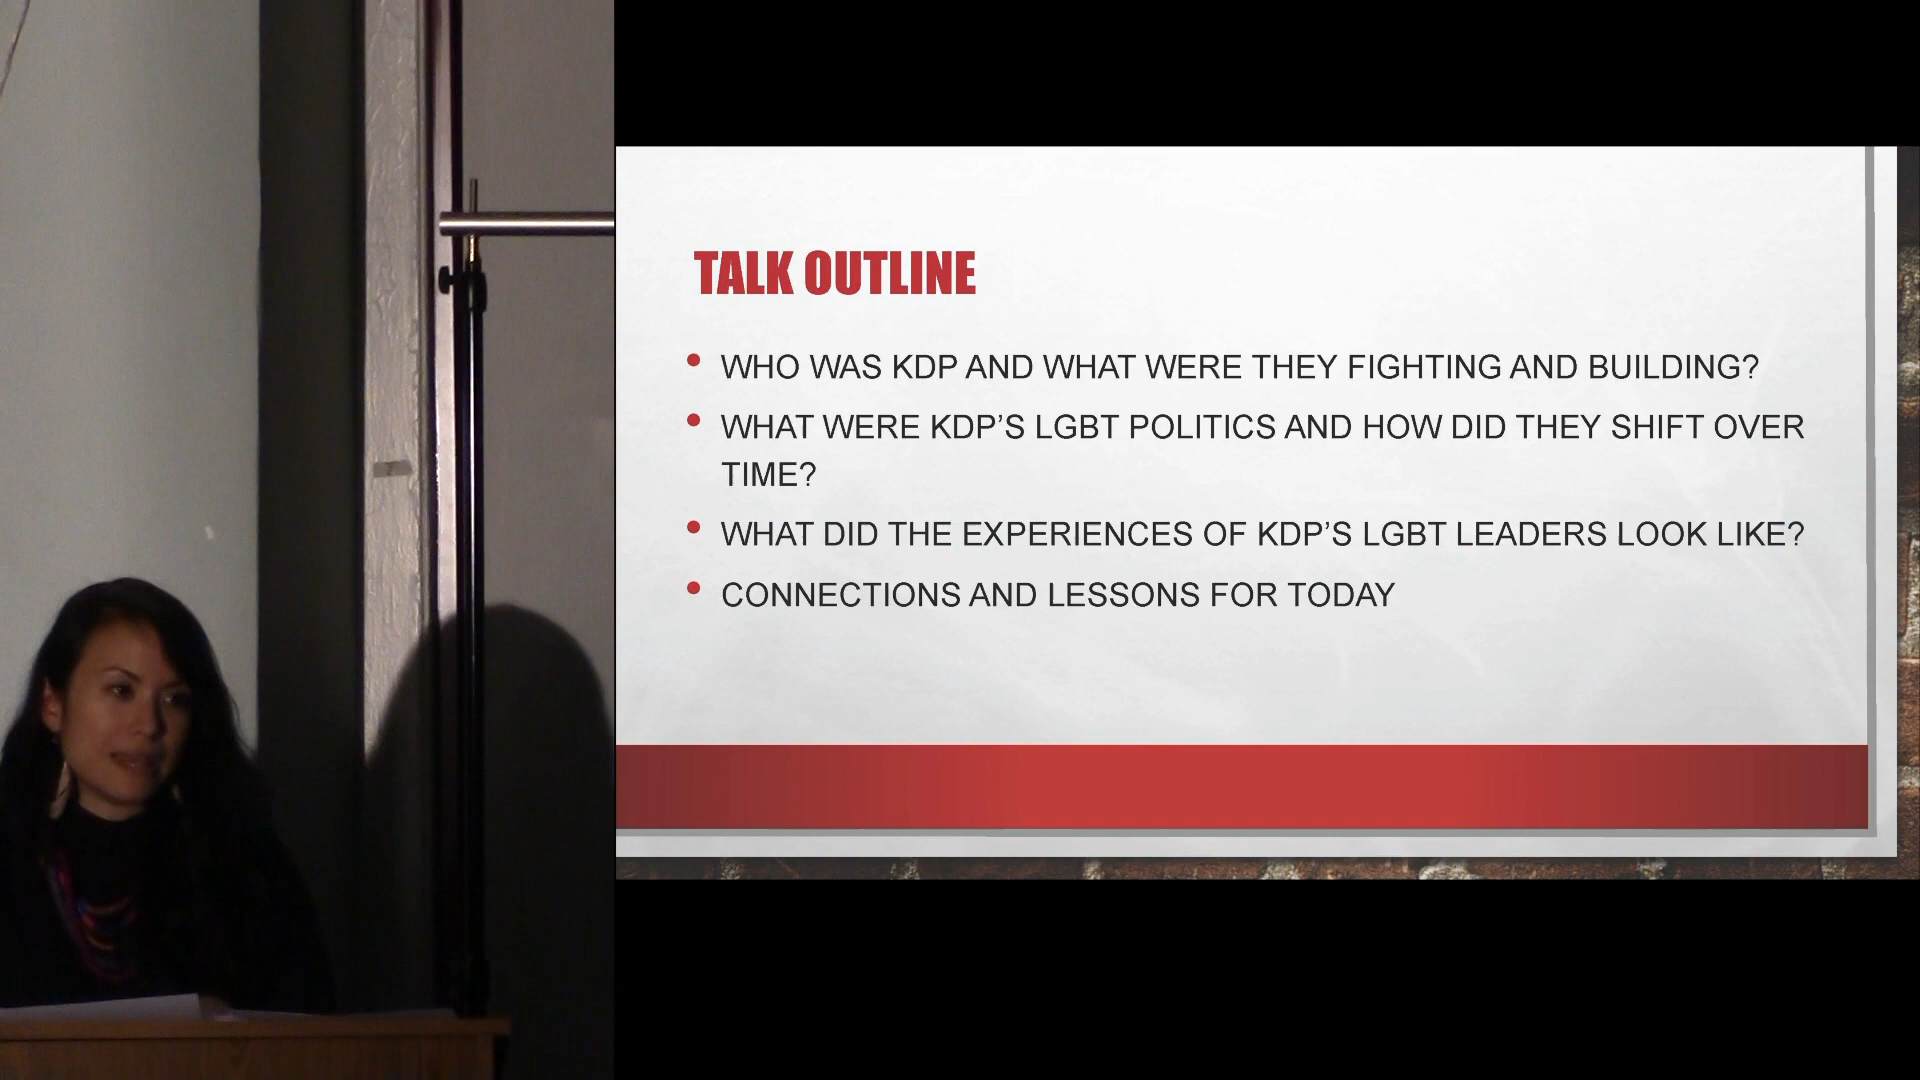 TALK OUTLINE
• WHO WAS KDP AND WHAT WERE THEY FIGHTING AND BUILDING?
• WHAT WERE KDP’S LGBT POLITICS AND HOW DID THEY SHIFT OVER
TIME?
• WHAT DID THE EXPERIENCES OF KDP’S LGBT LEADERS LOOK LIKE?
• CONNECTIONS AND LESSONS FOR TODAY